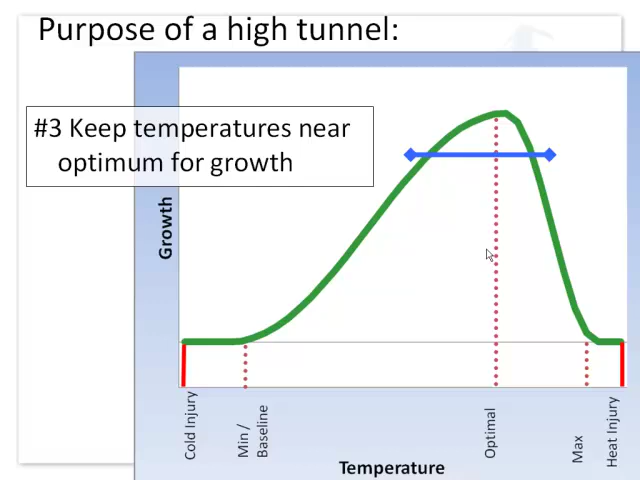 Purpose of a high tunnel:
#3 Keep temperatures near
optimum for growth
Growth
Cold Injury
Min /
Baseline
Optimal
Max
Heat Injury
Temperature